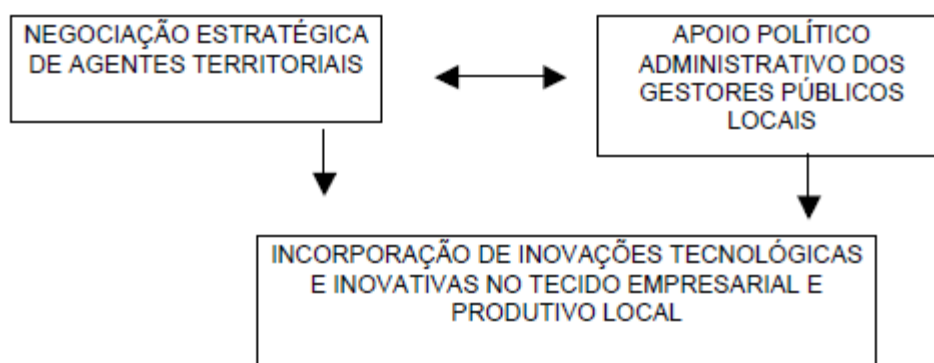 NEGOCIAÇÃO ESTRATÉGICA
DE AGENTES TERRITORIAIS
APOIO POLÍTICO
ADMINISTRATIVO DOS
GESTORES PÚBLICOS
LOCAIS
INCORPORAÇÃO DE INOVAÇÕES TECNOLÓGICAS
E INOVATIVAS NO TECIDO EMPRESARIAL E
PRODUTIVO LOCAL